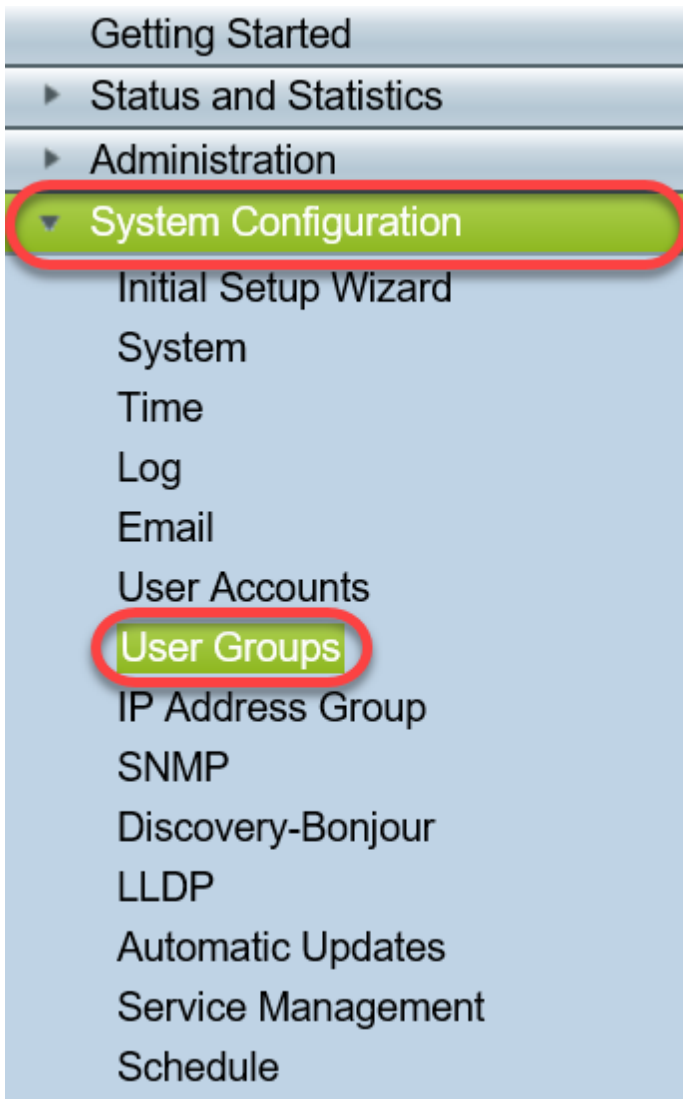 Getting Started
Status and Statistics
Administration
System Configuration
Initial Setup Wizard
System
Time
Log
Email
User Accounts
User Groups
IP Address Group
SNMP
Discovery-Bonjour
LLDP
Automatic Updates
Service Management
Schedule